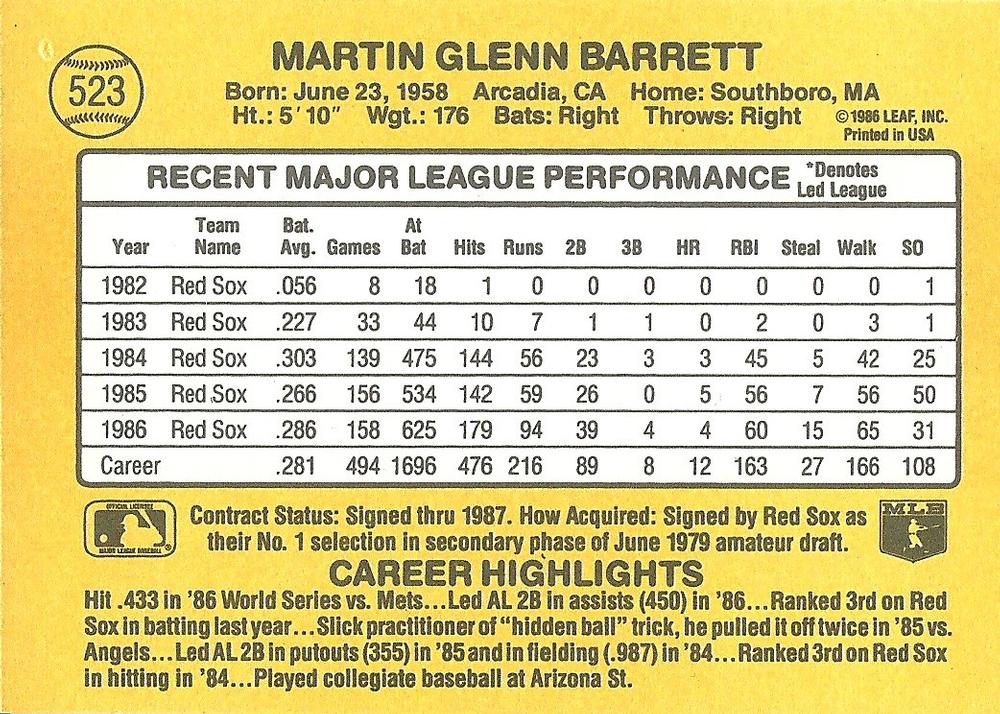 523
MARTIN GLENN BARRETT
Born: June 23, 1958 Arcadia, CA Home: Southboro, MA
Ht.: 5' 10" Wgt.: 176 Bats: Right Throws: Right ©1986 LEAF, INC.
Printed in USA
RECENT MAJOR LEAGUE PERFORMANCE *Denotes
Led League
Year Team Name Bat. Avg. Games At Bat Hits Runs 2B 3B HR RBI Steal Walk SO
1982 Red Sox .056 8 18 1 0 0 0 0 0 0 0 1
1983 Red Sox .227 33 44 10 7 1 1 0 2 0 3 1
1984 Red Sox .303 139 475 144 56 23 3 3 45 5 42 25
1985 Red Sox .266 156 534 142 59 26 0 5 56 7 56 50
1986 Red Sox .286 158 625 179 94 39 4 4 60 15 65 31
Career .281 494 1696 476 216 89 8 12 163 27 166 108
OFFICIAL LICENSEE
MAJOR LEAGUE BASEBALL
Contract Status: Signed thru 1987. How Acquired: Signed by Red Sox as
their No. 1 selection in secondary phase of June 1979 amateur draft.
MLB
CAREER HIGHLIGHTS
Hit .433 in '86 World Series vs. Mets...Led AL 2B in assists (450) in '86...Ranked 3rd on Red
Sox in batting last year...Slick practitioner of "hidden ball" trick, he pulled it off twice in '85 vs.
Angels...Led AL 2B in putouts (355) in '85 and in fielding (.987) in '84...Ranked 3rd on Red Sox
in hitting in '84...Played collegiate baseball at Arizona St.